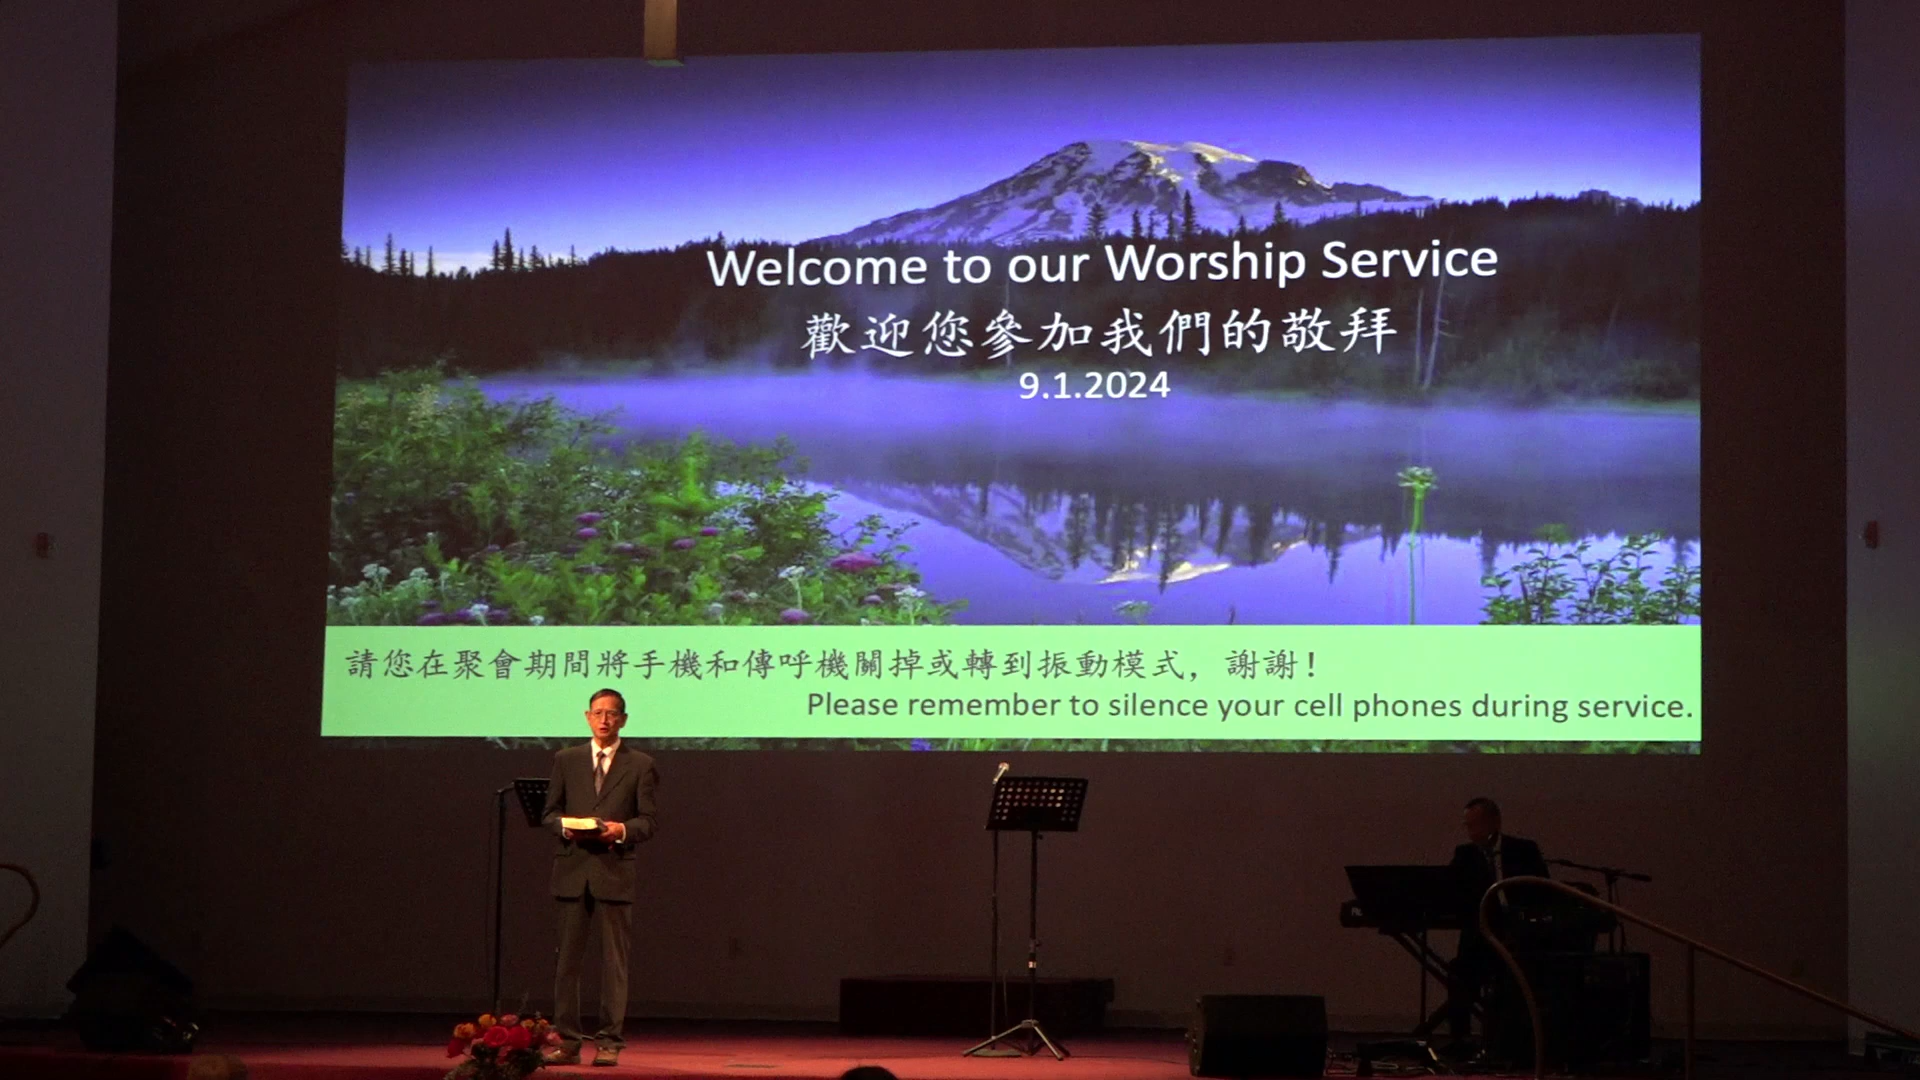 Welcome to our Worship Service
歡迎您參加我們的敬拜
9.1.2024
請您在聚會期間將手機和傳呼機關掉或轉到振動模式，謝謝！
Please remember to silence your cell phones during service.